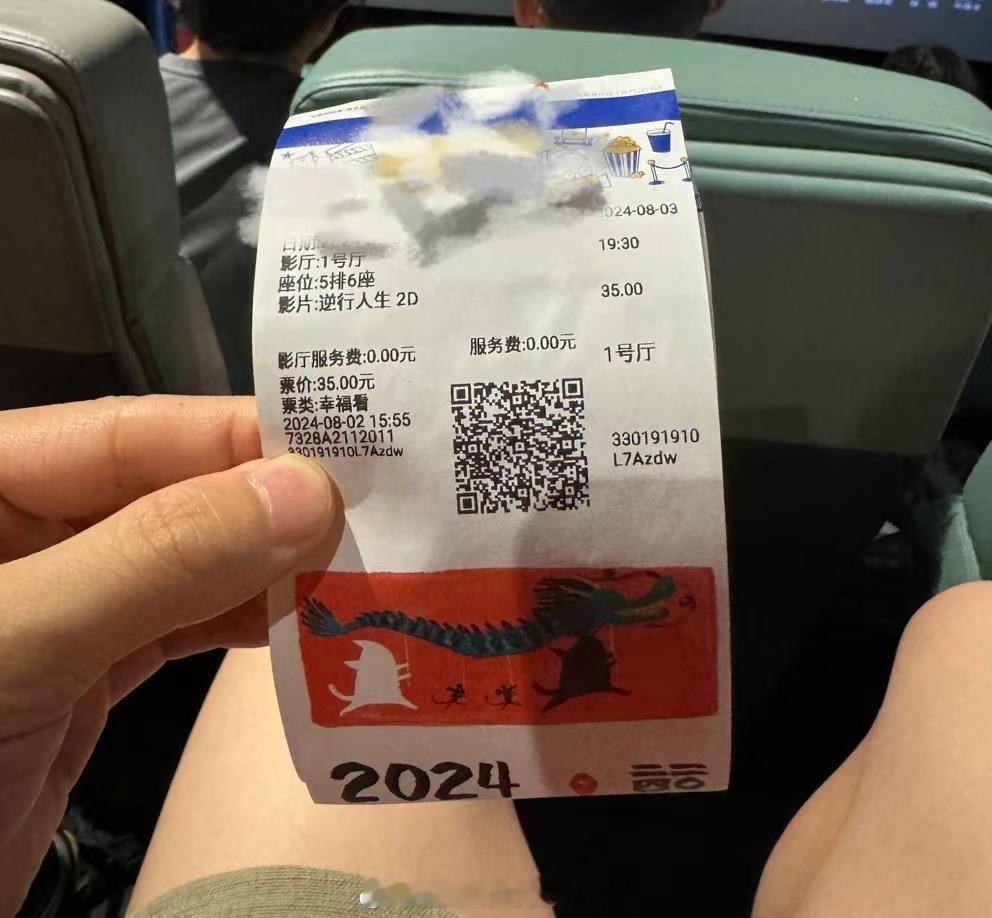 024-08-03
日期:
19:30
影厅:1号厅
座位:5排6座
35.00
影片:逆行人生 2D
服务费:0.00元
影厅服务费:0.00元
1号厅
票价:35.00元
票类:幸福看
2024-08-02 15:55
7328A2112011
330191910L7Azdw
330191910
L7Azdw
2024